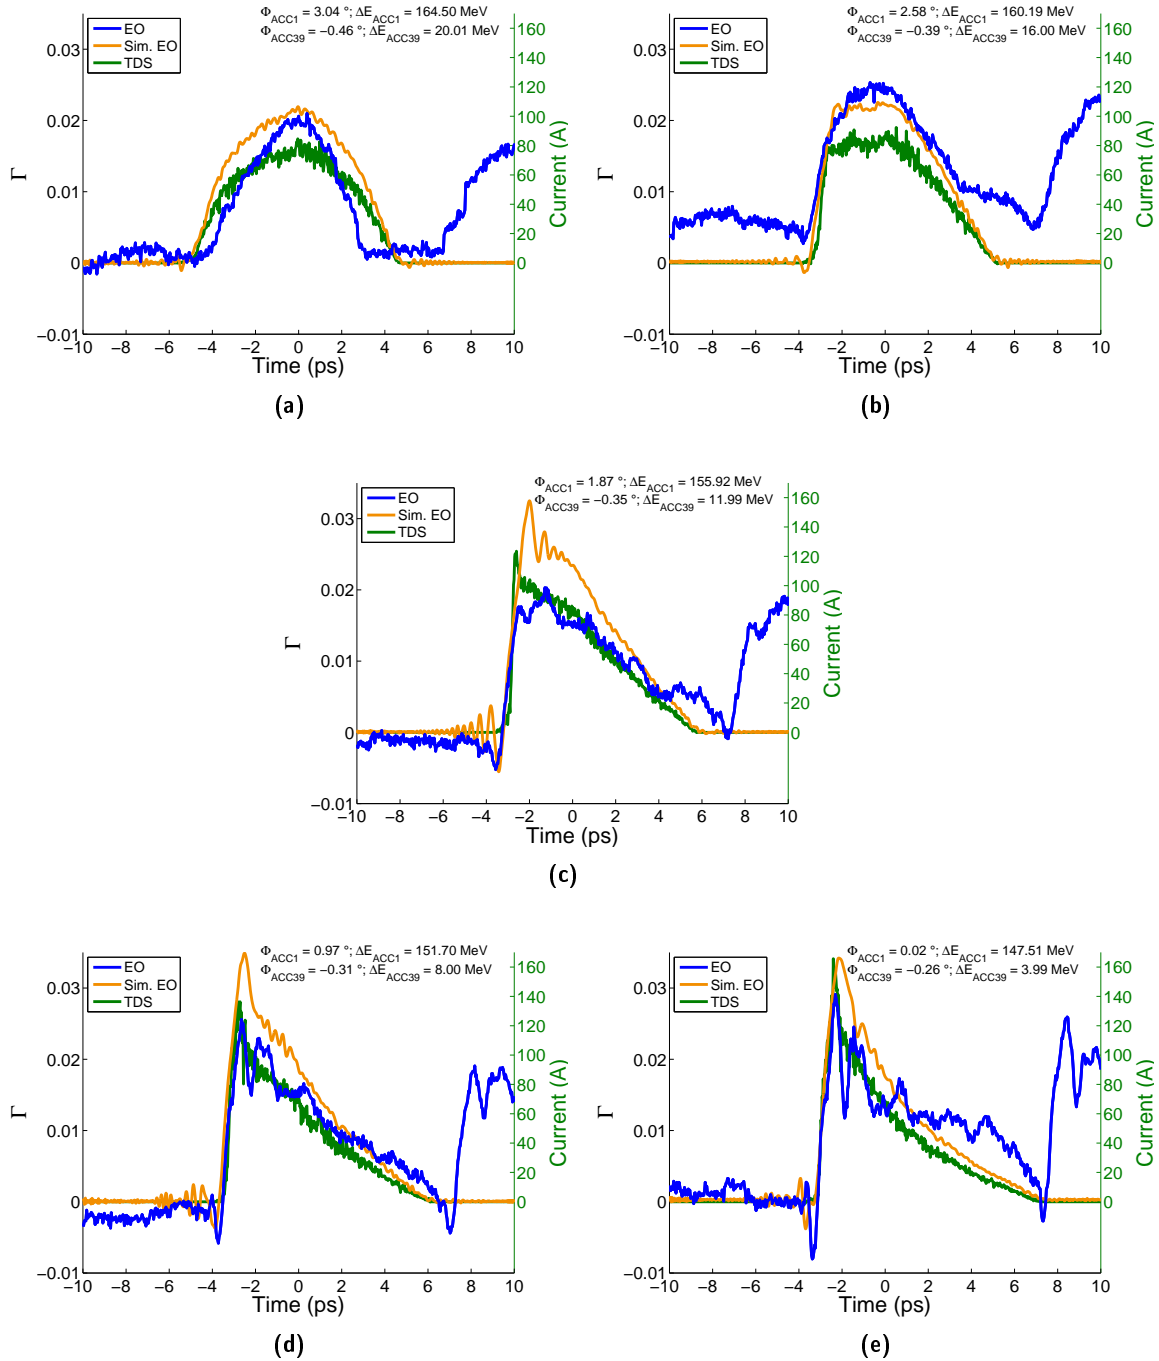 Φ_ACC1 = 3.04 °; ΔE_ACC1 = 164.50 MeV
Φ_ACC39 = −0.46 °; ΔE_ACC39 = 20.01 MeV
EO
Sim. EO
TDS
0.03
0.02
0.01
0
−0.01
Γ
160
140
120
100
80
60
40
20
0
Current (A)
−10 −8 −6 −4 −2 0 2 4 6 8 10
Time (ps)
(a)
Φ_ACC1 = 2.58 °; ΔE_ACC1 = 160.19 MeV
Φ_ACC39 = −0.39 °; ΔE_ACC39 = 16.00 MeV
EO
Sim. EO
TDS
0.03
0.02
0.01
0
−0.01
Γ
160
140
120
100
80
60
40
20
0
Current (A)
−10 −8 −6 −4 −2 0 2 4 6 8 10
Time (ps)
(b)
Φ_ACC1 = 1.87 °; ΔE_ACC1 = 155.92 MeV
Φ_ACC39 = −0.35 °; ΔE_ACC39 = 11.99 MeV
EO
Sim. EO
TDS
0.03
0.02
0.01
0
−0.01
Γ
160
140
120
100
80
60
40
20
0
Current (A)
−10 −8 −6 −4 −2 0 2 4 6 8 10
Time (ps)
(c)
Φ_ACC1 = 0.97 °; ΔE_ACC1 = 151.70 MeV
Φ_ACC39 = −0.31 °; ΔE_ACC39 = 8.00 MeV
EO
Sim. EO
TDS
0.03
0.02
0.01
0
−0.01
Γ
160
140
120
100
80
60
40
20
0
Current (A)
−10 −8 −6 −4 −2 0 2 4 6 8 10
Time (ps)
(d)
Φ_ACC1 = 0.02 °; ΔE_ACC1 = 147.51 MeV
Φ_ACC39 = −0.26 °; ΔE_ACC39 = 3.99 MeV
EO
Sim. EO
TDS
0.03
0.02
0.01
0
−0.01
Γ
160
140
120
100
80
60
40
20
0
Current (A)
−10 −8 −6 −4 −2 0 2 4 6 8 10
Time (ps)
(e)